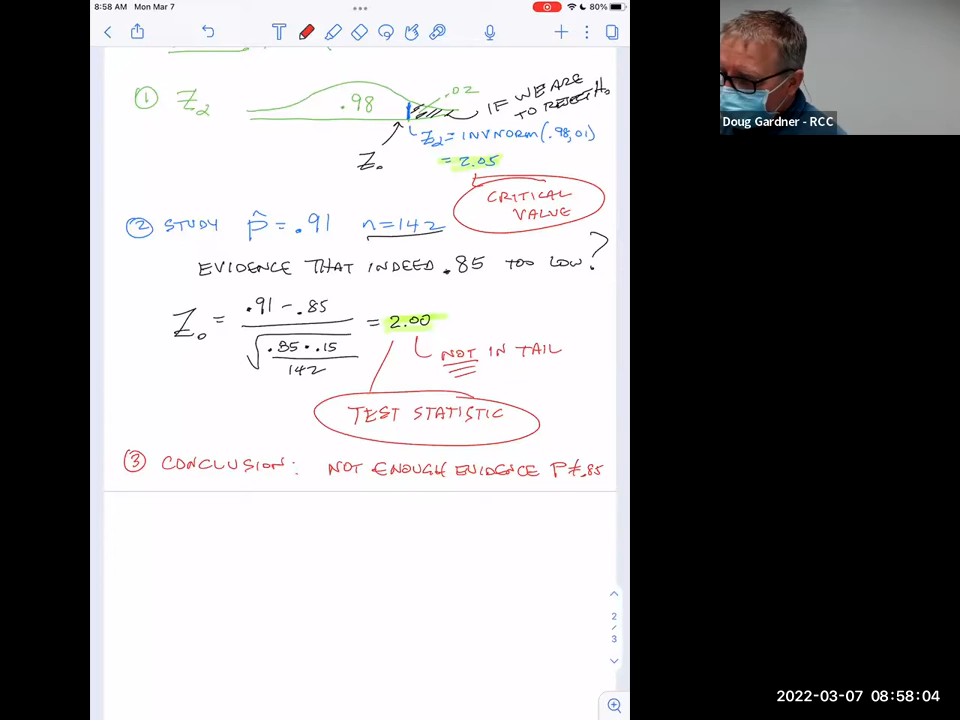 8:58 AM Mon Mar 7
80%
① Z₂ .98 .02 IF WE ARE
TO REJECT H₀
Z₂ = INVNORM(.98,0,1)
= 2.05
Z₀
CRITICAL
VALUE
② STUDY p̂ = .91 n=142
EVIDENCE THAT INDEED .85 TOO LOW?
Z₀ = .91 - .85 = 2.00
√ .85 · .15
142
NOT IN TAIL
TEST STATISTIC
③ CONCLUSION: NOT ENOUGH EVIDENCE P≠.85
2
/
3
Doug Gardner - RCC
2022-03-07 08:58:04